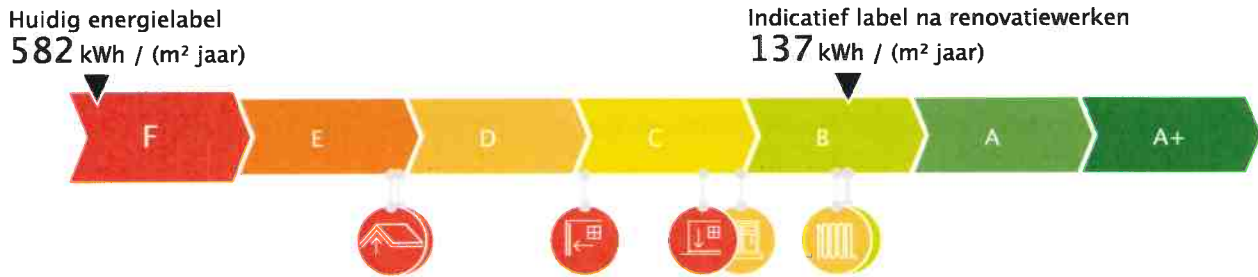 Huidig energielabel
582 kWh / (m² jaar)
Indicatief label na renovatiewerken
137 kWh / (m² jaar)
F E D C B A A+